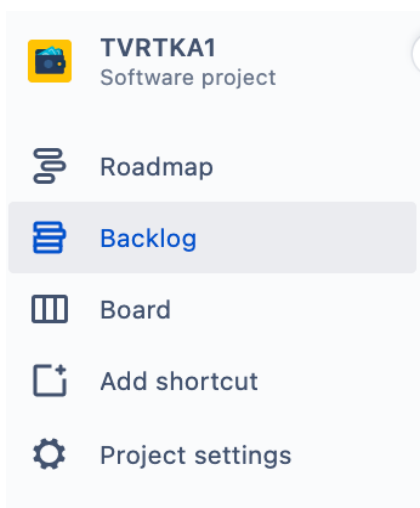 TVRTKA1
Software project
Roadmap
Backlog
Board
Add shortcut
Project settings